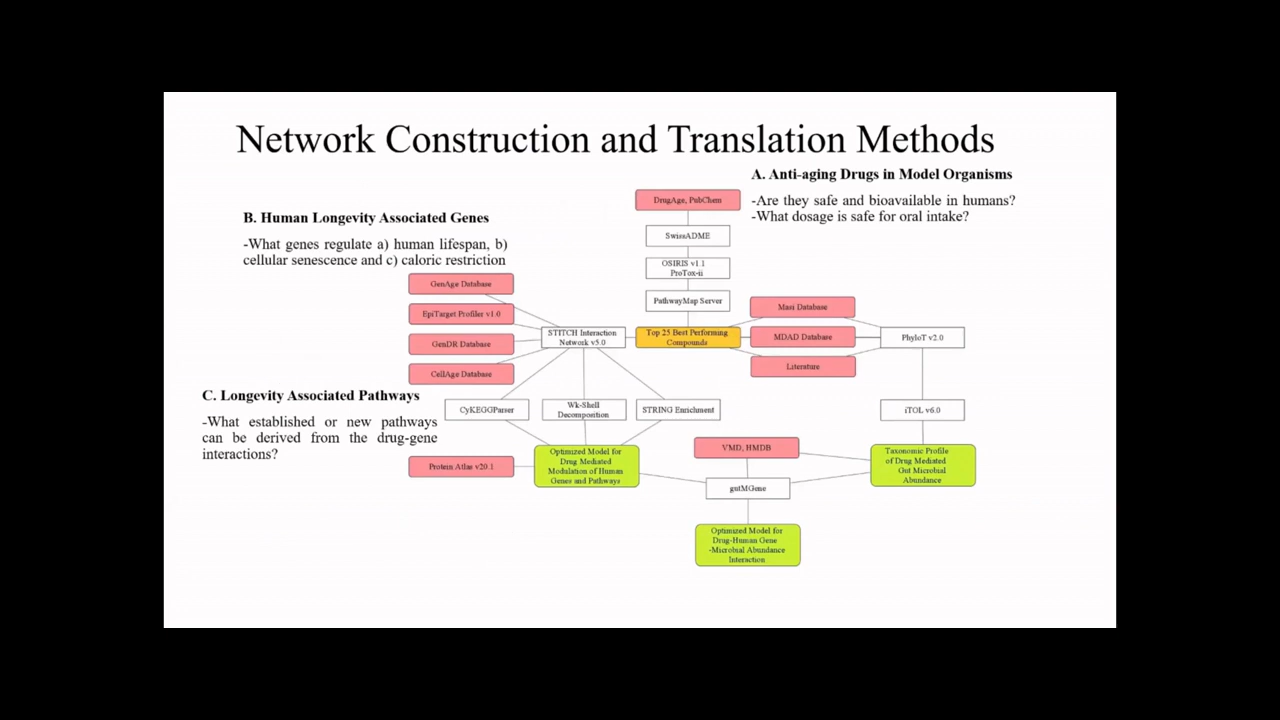 Network Construction and Translation Methods
A. Anti-aging Drugs in Model Organisms
-Are they safe and bioavailable in humans?
-What dosage is safe for oral intake?
B. Human Longevity Associated Genes
-What genes regulate a) human lifespan, b)
cellular senescence and c) caloric restriction
DrugAge, PubChem
SwissADME
OSIRIS v1.1
ProTox-ii
PathwayMap Server
GenAge Database
EpiTarget Profiler v1.0
GenDR Database
CellAge Database
STITCH Interaction
Network v5.0
Top 25 Best Performing
Compounds
Masi Database
MDAD Database
Literature
PhyloT v2.0
C. Longevity Associated Pathways
-What established or new pathways
can be derived from the drug-gene
interactions?
CyKEGGParser
Wk-Shell
Decomposition
STRING Enrichment
iTOL v6.0
Protein Atlas v20.1
Optimized Model for
Drug Mediated
Modulation of Human
Genes and Pathways
VMD, HMDB
gutMGene
Taxonomic Profile
of Drug Mediated
Gut Microbial
Abundance
Optimized Model for
Drug-Human Gene
-Microbial Abundance
Interaction